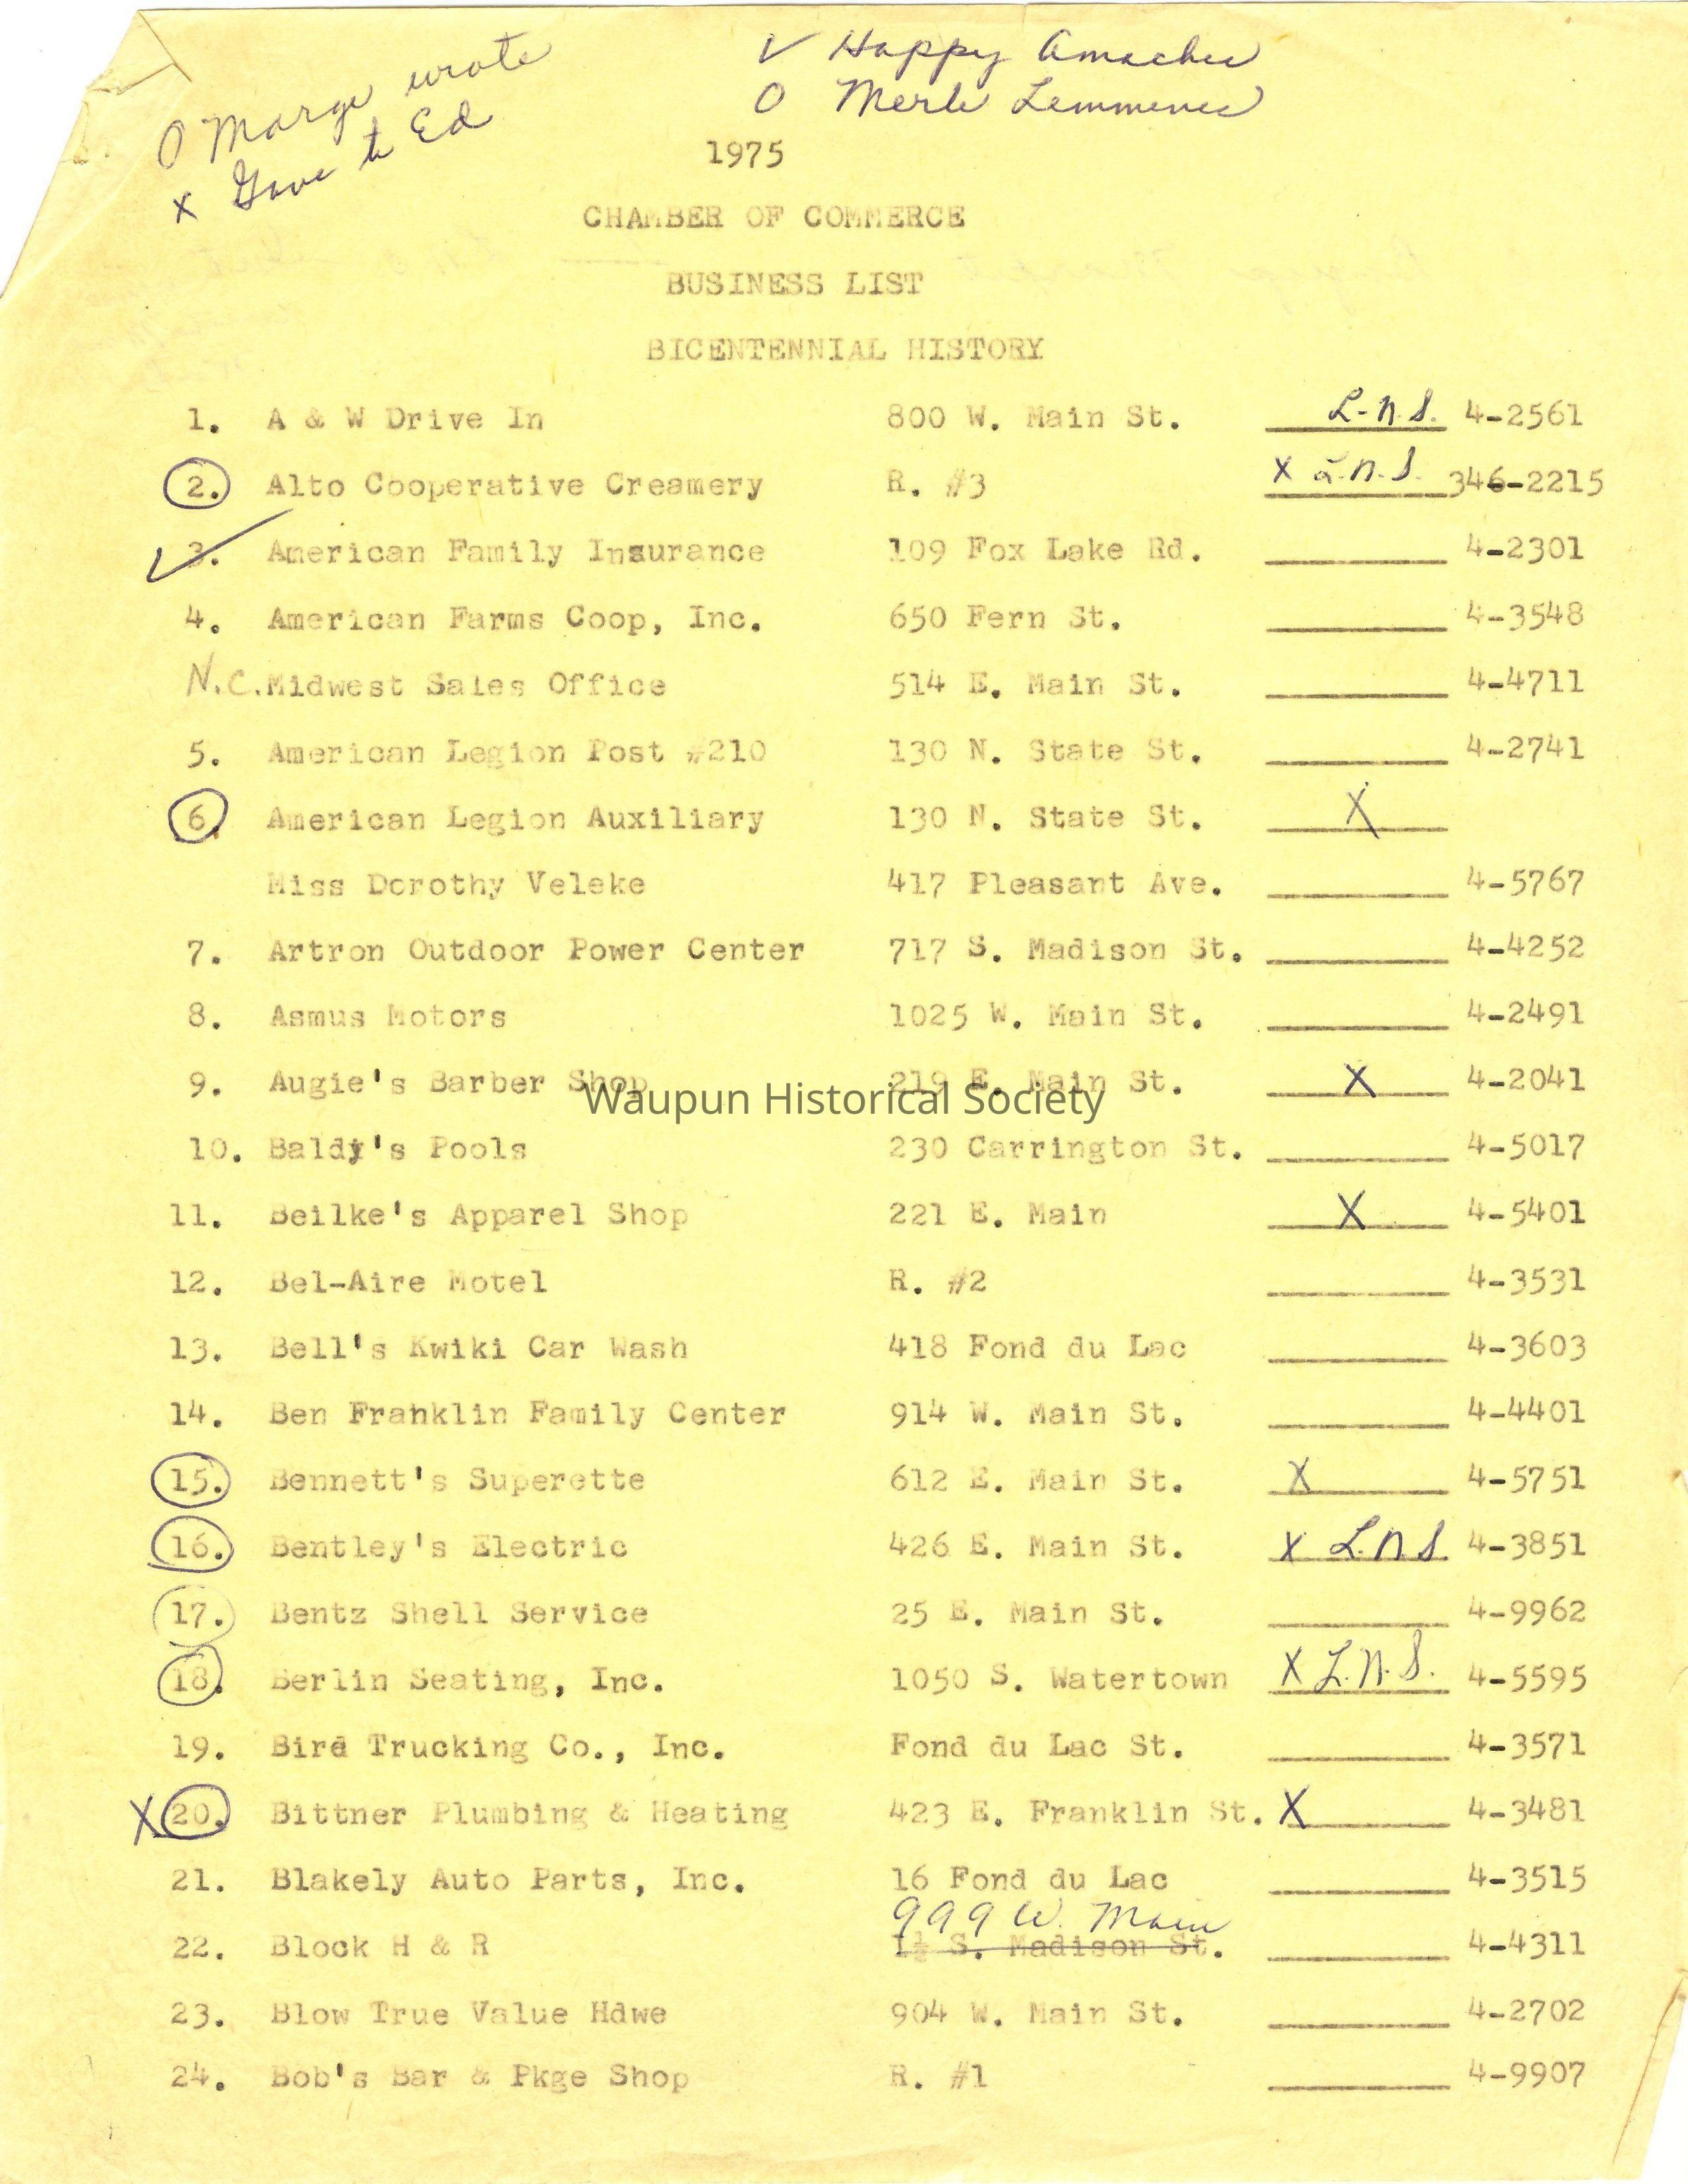 O Marge wrote
x Gave to Ed
✓ Happy Amacher
O Merle Lemmenes
1975
CHAMBER OF COMMERCE
BUSINESS LIST
BICENTENNIAL HISTORY
1. A & W Drive In 800 W. Main St. L.N.S. 4-2561
2. Alto Cooperative Creamery R. #3 x L.N.S. 346-2215
✓ 3. American Family Insurance 109 Fox Lake Rd. 4-2301
4. American Farms Coop, Inc. 650 Fern St. 4-3548
N.C. Midwest Sales Office 514 E. Main St. 4-4711
5. American Legion Post #210 130 N. State St. 4-2741
6. American Legion Auxiliary 130 N. State St. X
Miss Dorothy Veleke 417 Pleasant Ave. 4-5767
7. Artron Outdoor Power Center 717 S. Madison St. 4-4252
8. Asmus Motors 1025 W. Main St. 4-2491
9. Augie's Barber Shop 219 E. Main St. X 4-2041
Waupun Historical Society
10. Baldy's Pools 230 Carrington St. 4-5017
11. Beilke's Apparel Shop 221 E. Main X 4-5401
12. Bel-Aire Motel R. #2 4-3531
13. Bell's Kwiki Car Wash 418 Fond du Lac 4-3603
14. Ben Franklin Family Center 914 W. Main St. 4-4401
15. Bennett's Superette 612 E. Main St. X 4-5751
16. Bentley's Electric 426 E. Main St. x L.N.S. 4-3851
17. Bentz Shell Service 25 E. Main St. 4-9962
18. Berlin Seating, Inc. 1050 S. Watertown X L.N.S. 4-5595
19. Bird Trucking Co., Inc. Fond du Lac St. 4-3571
X 20. Bittner Plumbing & Heating 423 E. Franklin St. X 4-3481
21. Blakely Auto Parts, Inc. 16 Fond du Lac 4-3515
999 W. Main
22. Block H & R 1½ S. Madison St. 4-4311
23. Blow True Value Hdwe 904 W. Main St. 4-2702
24. Bob's Bar & Pkge Shop R. #1 4-9907